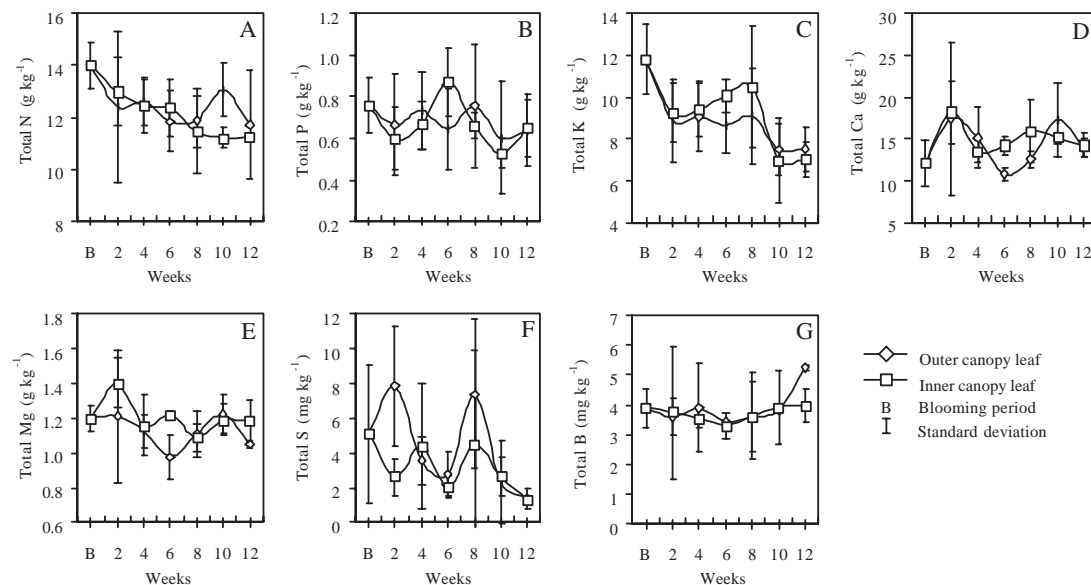 A
Total N (g kg-1)
16
14
12
10
8
B 2 4 6 8 10 12
Weeks
B
Total P (g kg-1)
1.2
1.0
0.8
0.6
0.4
0.2
B 2 4 6 8 10 12
Weeks
C
Total K (g kg-1)
14
12
10
8
6
4
B 2 4 6 8 10 12
Weeks
D
Total Ca (g kg-1)
30
25
20
15
10
5
B 2 4 6 8 10 12
Weeks
E
Total Mg (g kg-1)
1.8
1.6
1.4
1.2
1.0
0.8
0.6
B 2 4 6 8 10 12
Weeks
F
Total S (mg kg-1)
12
10
8
6
4
2
0
B 2 4 6 8 10 12
Weeks
G
Total B (mg kg-1)
7
6
5
4
3
2
1
0
B 2 4 6 8 10 12
Weeks
Outer canopy leaf
Inner canopy leaf
B Blooming period
Standard deviation